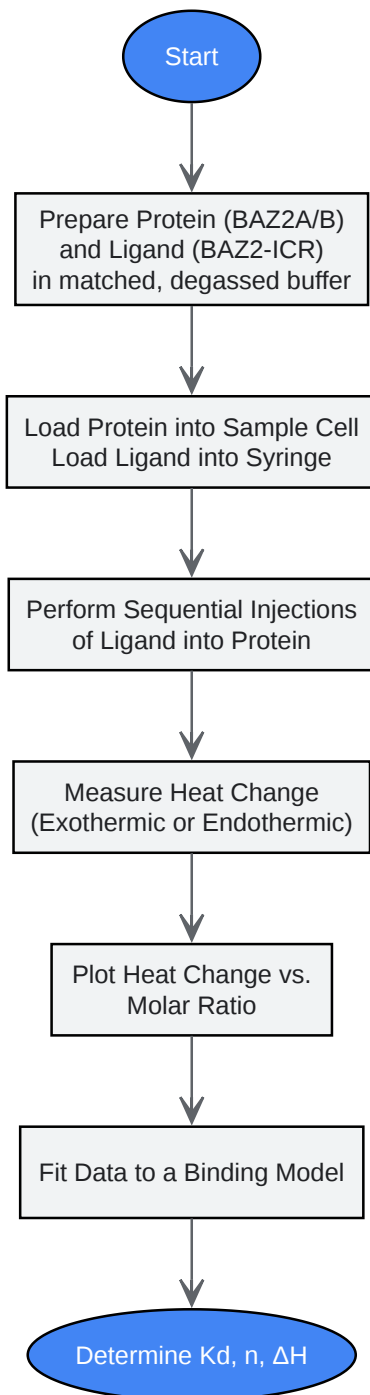 Start
Prepare Protein (BAZ2A/B)
and Ligand (BAZ2-ICR)
in matched, degassed buffer
Load Protein into Sample Cell
Load Ligand into Syringe
Perform Sequential Injections
of Ligand into Protein
Measure Heat Change
(Exothermic or Endothermic)
Plot Heat Change vs.
Molar Ratio
Fit Data to a Binding Model
Determine Kd, n, ΔH